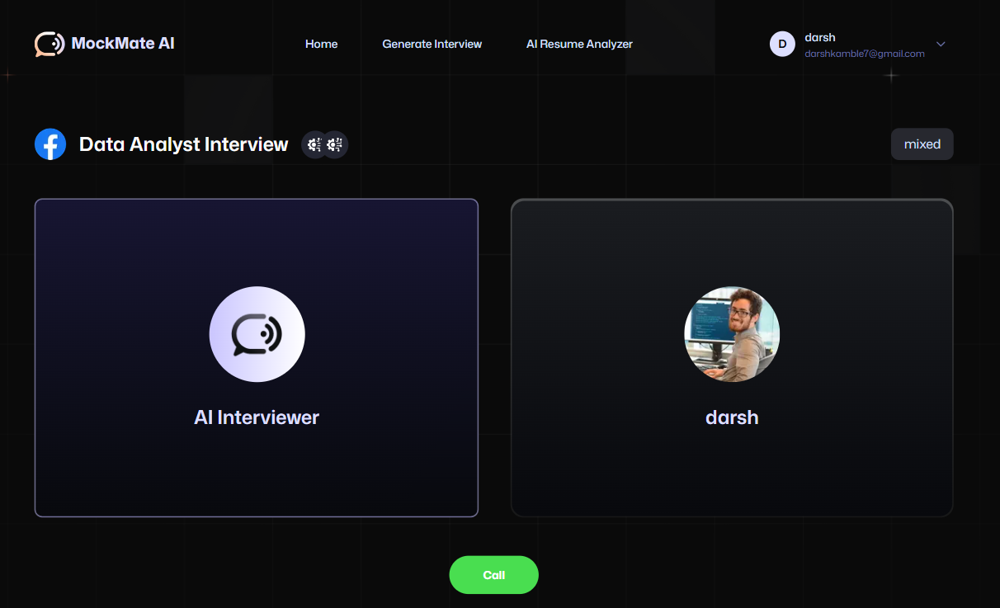 MockMate AI
Home
Generate Interview
AI Resume Analyzer
D
darsh
darshkamble7@gmail.com
Data Analyst Interview
mixed
AI Interviewer
darsh
Call